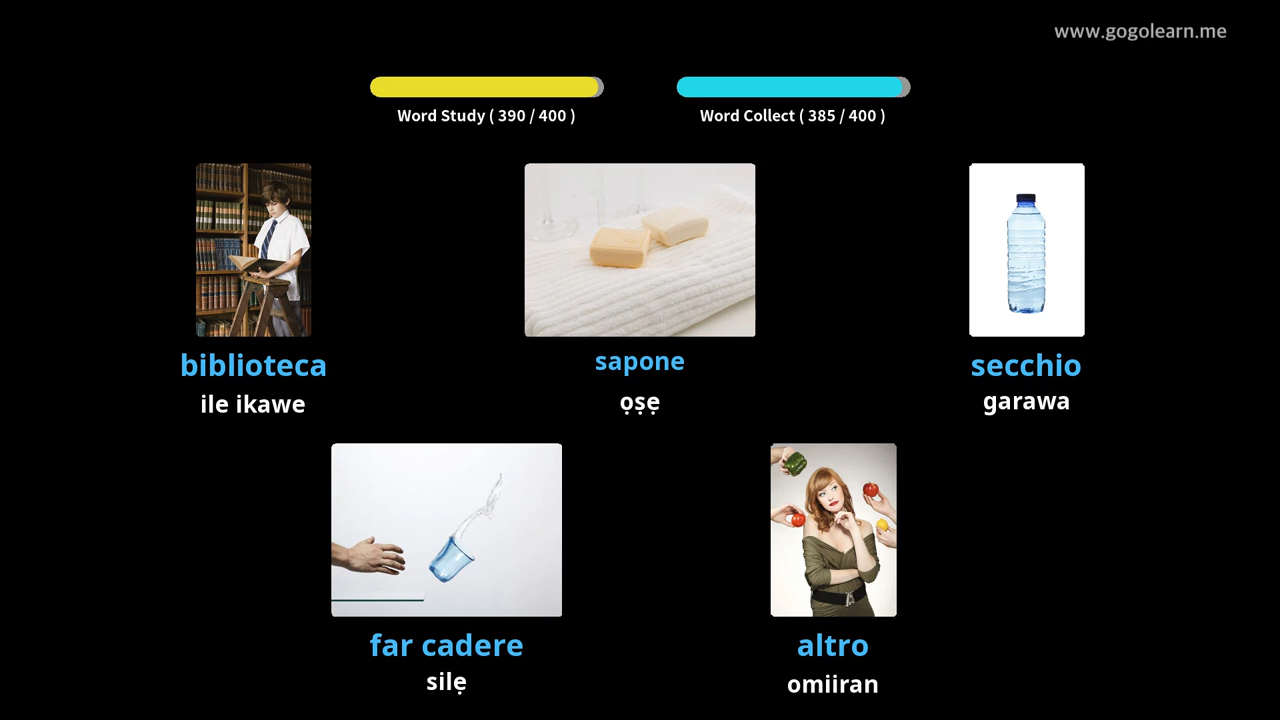 www.gogolearn.me
Word Study ( 390 / 400 )
Word Collect ( 385 / 400 )
biblioteca
ile ikawe
sapone
ọṣẹ
secchio
garawa
far cadere
silẹ
altro
omiiran